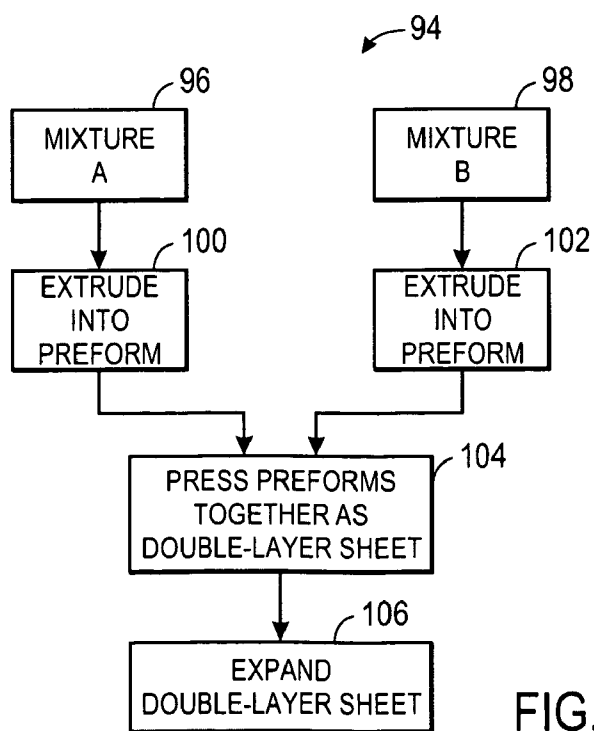 94
96
98
MIXTURE
A
MIXTURE
B
100
102
EXTRUDE
INTO
PREFORM
EXTRUDE
INTO
PREFORM
104
PRESS PREFORMS
TOGETHER AS
DOUBLE-LAYER SHEET
106
EXPAND
DOUBLE-LAYER SHEET
FIG.